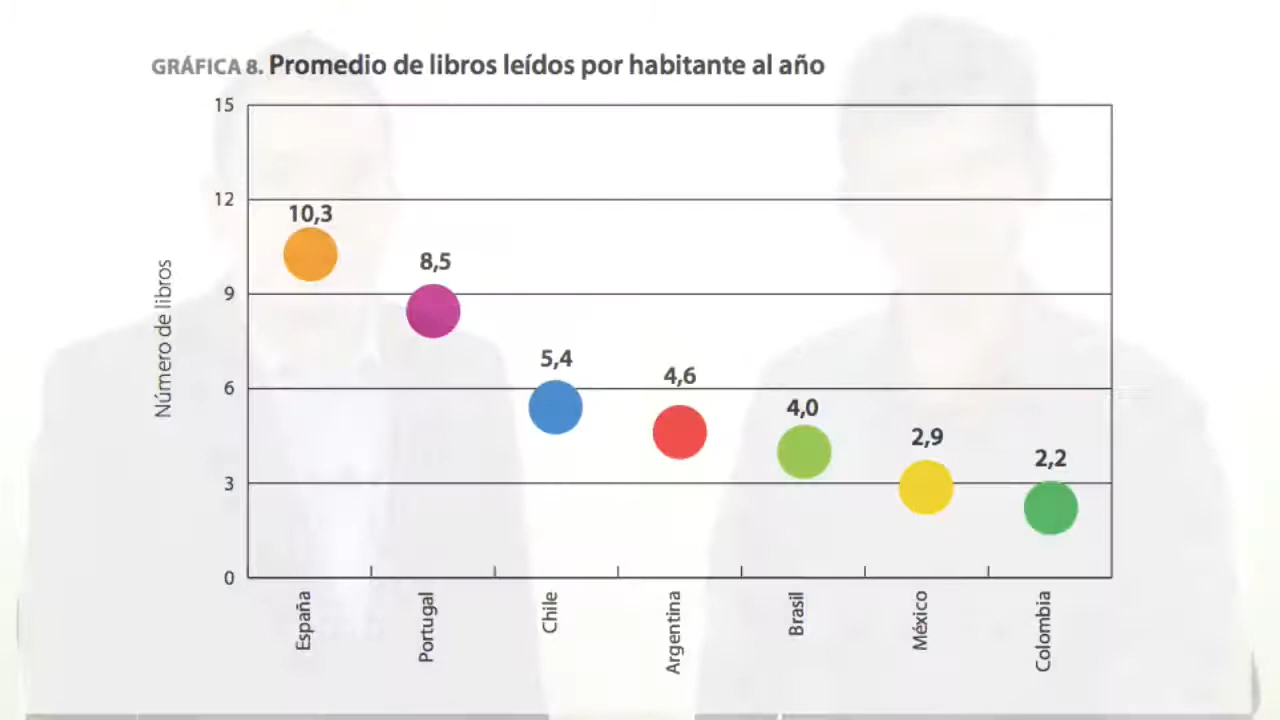 GRÁFICA 8. Promedio de libros leídos por habitante al año
Número de libros
15
12
9
6
3
0
10,3
8,5
5,4
4,6
4,0
2,9
2,2
España
Portugal
Chile
Argentina
Brasil
México
Colombia